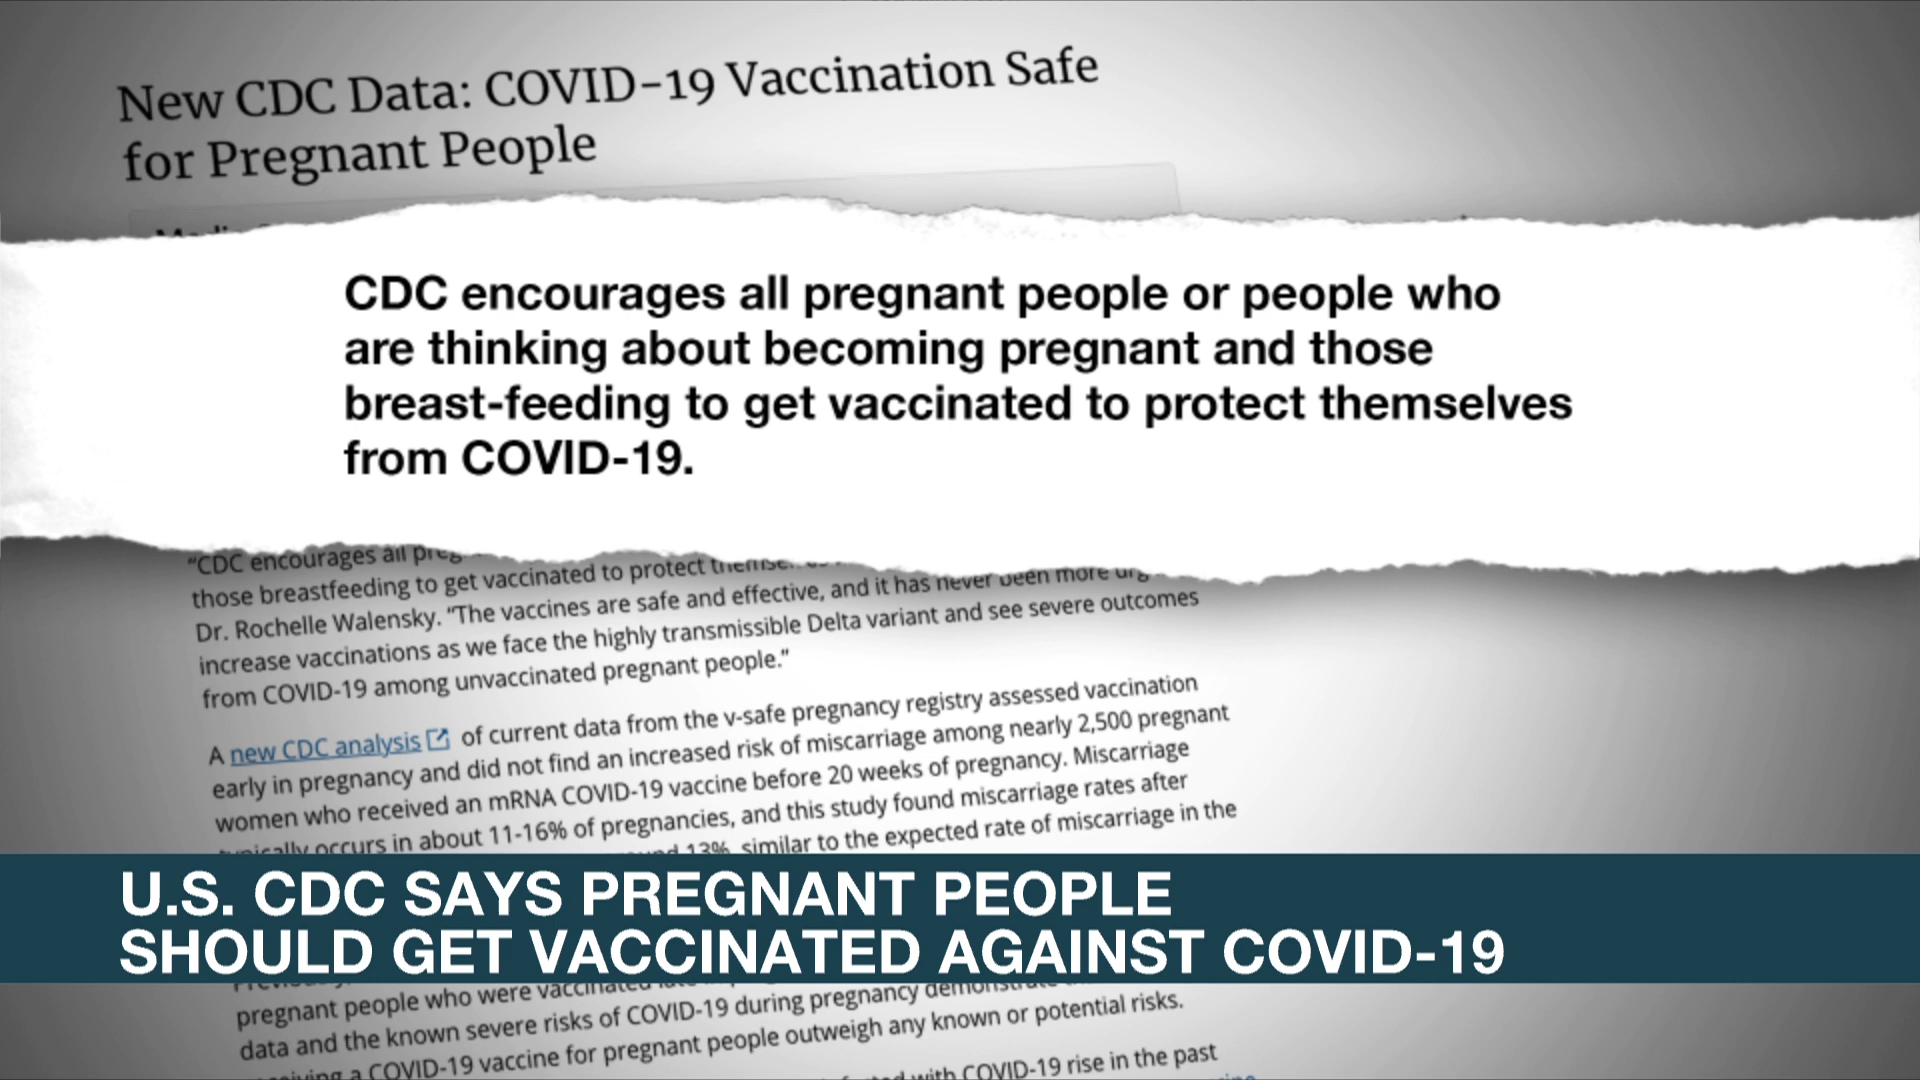 New CDC Data: COVID-19 Vaccination Safe
for Pregnant People
CDC encourages all pregnant people or people who
are thinking about becoming pregnant and those
breast-feeding to get vaccinated to protect themselves
from COVID-19.
“CDC encourages all
those breastfeeding to get vaccinated to protect
Dr. Rochelle Walensky. “The vaccines are safe and effective, and it has never been more
increase vaccinations as we face the highly transmissible Delta variant and see severe outcomes
from COVID-19 among unvaccinated pregnant people.”
A new CDC analysis of current data from the v-safe pregnancy registry assessed vaccination
early in pregnancy and did not find an increased risk of miscarriage among nearly 2,500 pregnant
women who received an mRNA COVID-19 vaccine before 20 weeks of pregnancy. Miscarriage
typically occurs in about 11-16% of pregnancies, and this study found miscarriage rates after
13%, similar to the expected rate of miscarriage in the
U.S. CDC SAYS PREGNANT PEOPLE
SHOULD GET VACCINATED AGAINST COVID-19
pregnant people who were vaccinated
data and the known severe risks of COVID-19 during pregnancy demonstrate
a COVID-19 vaccine for pregnant people outweigh any known or potential risks.
with COVID-19 rise in the past